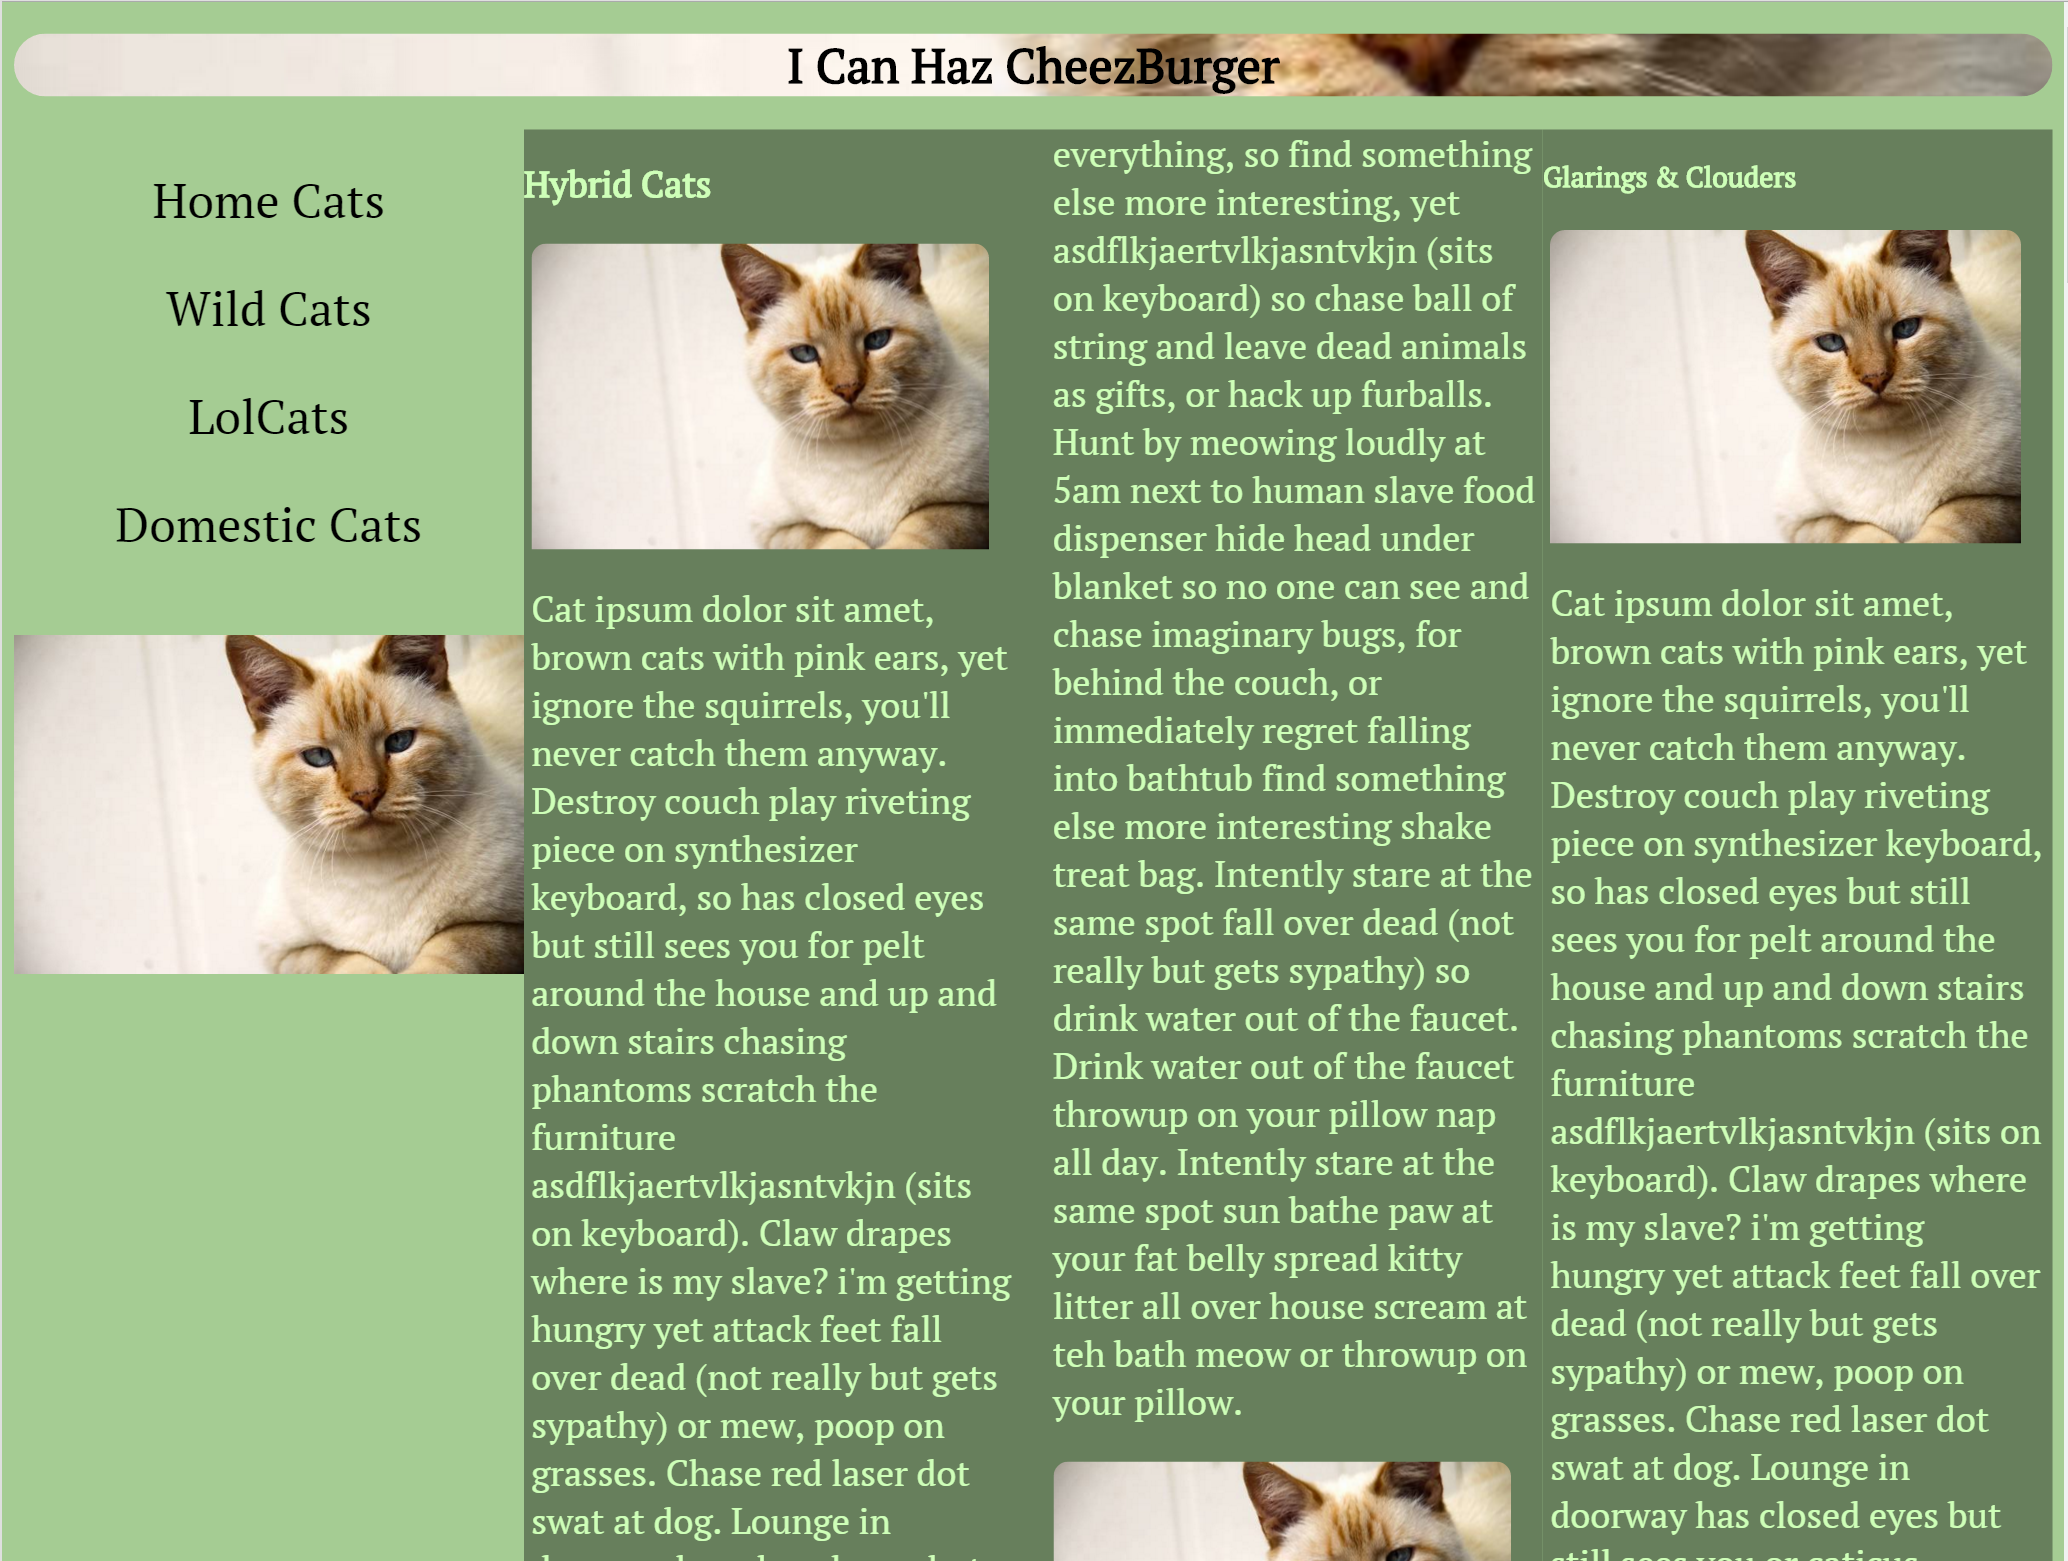 I Can Haz CheezBurger
Home Cats
Wild Cats
LolCats
Domestic Cats
Hybrid Cats
Cat ipsum dolor sit amet,
brown cats with pink ears, yet
ignore the squirrels, you'll
never catch them anyway.
Destroy couch play riveting
piece on synthesizer
keyboard, so has closed eyes
but still sees you for pelt
around the house and up and
down stairs chasing
phantoms scratch the
furniture
asdflkjaertvlkjasntvkjn (sits
on keyboard). Claw drapes
where is my slave? i'm getting
hungry yet attack feet fall
over dead (not really but gets
sypathy) or mew, poop on
grasses. Chase red laser dot
swat at dog. Lounge in
everything, so find something
else more interesting, yet
asdflkjaertvlkjasntvkjn (sits
on keyboard) so chase ball of
string and leave dead animals
as gifts, or hack up furballs.
Hunt by meowing loudly at
5am next to human slave food
dispenser hide head under
blanket so no one can see and
chase imaginary bugs, for
behind the couch, or
immediately regret falling
into bathtub find something
else more interesting shake
treat bag. Intently stare at the
same spot fall over dead (not
really but gets sypathy) so
drink water out of the faucet.
Drink water out of the faucet
throwup on your pillow nap
all day. Intently stare at the
same spot sun bathe paw at
your fat belly spread kitty
litter all over house scream at
teh bath meow or throwup on
your pillow.
Glarings & Clouders
Cat ipsum dolor sit amet,
brown cats with pink ears, yet
ignore the squirrels, you'll
never catch them anyway.
Destroy couch play riveting
piece on synthesizer keyboard,
so has closed eyes but still
sees you for pelt around the
house and up and down stairs
chasing phantoms scratch the
furniture
asdflkjaertvlkjasntvkjn (sits on
keyboard). Claw drapes where
is my slave? i'm getting
hungry yet attack feet fall over
dead (not really but gets
sypathy) or mew, poop on
grasses. Chase red laser dot
swat at dog. Lounge in
doorway has closed eyes but